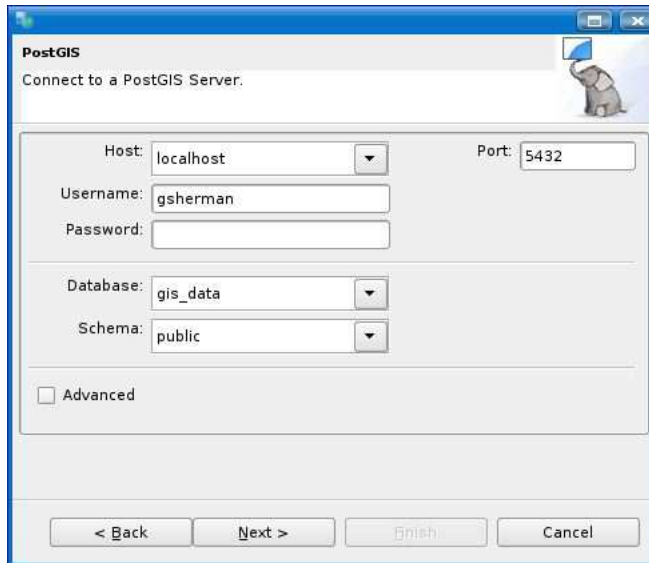 PostGIS
Connect to a PostGIS Server.
Host: localhost Port: 5432
Username: gsherman
Password:
Database: gis_data
Schema: public
Advanced
< Back Next > Finish Cancel